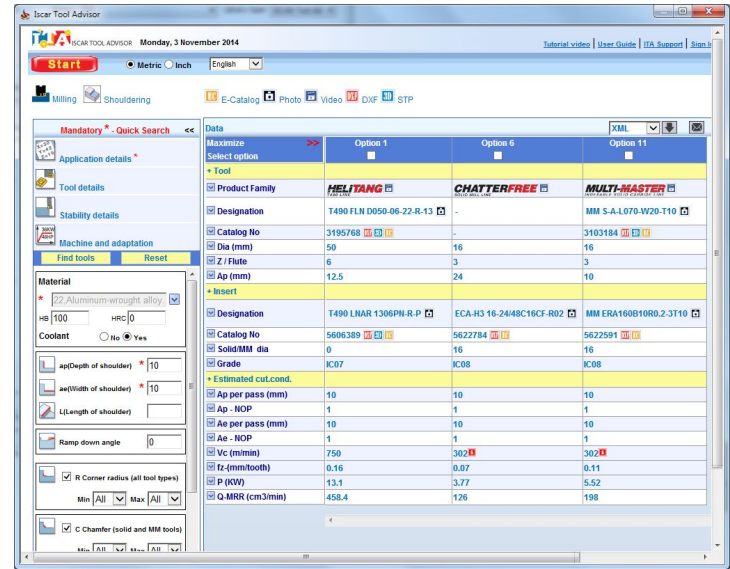 Iscar Tool Advisor
ISCAR TOOL ADVISOR Monday, 3 November 2014
Tutorial video | User Guide | ITA Support |
Start Metric Inch English
Milling Shouldering E-Catalog Photo Video DXF STP
Mandatory * - Quick Search <<
Application details *
Tool details
Stability details
Machine and adaptation
Find tools Reset
Material
* 22,Aluminum-wrought alloy.
HB 100 HRC 0
Coolant No Yes
ap(Depth of shoulder) * 10
ae(Width of shoulder) * 10
L(Length of shoulder)
Ramp down angle 0
R Corner radius (all tool types)
Min All Max All
C Chamfer (solid and MM tools)
Min All Max All
Data XML
Maximize >> Option 1 Option 6 Option 11
Select option
+ Tool
Product Family HELITANG CHATTERFREE MULTI-MASTER
Designation T490 FLN D050-06-22-R-13 - MM S-A-L070-W20-T10
Catalog No 3195768 - 3103184
Dia (mm) 50 16 16
Z / Flute 6 3 3
Ap (mm) 12.5 24 10
+ Insert
Designation T490 LNAR 1306PN-R-P ECA-H3 16-24/48C16CF-R02 MM ERA160B10R0.2-3T10
Catalog No 5606389 5622784 5622591
Solid/MM dia 0 16 16
Grade IC07 IC08 IC08
+ Estimated cut.cond.
Ap per pass (mm) 10 10 10
Ap - NOP 1 1 1
Ae per pass (mm) 10 10 10
Ae - NOP 1 1 1
Vc (m/min) 750 302 302
fz-(mm/tooth) 0.16 0.07 0.11
P (KW) 13.1 3.77 5.52
Q-MRR (cm3/min) 458.4 126 198